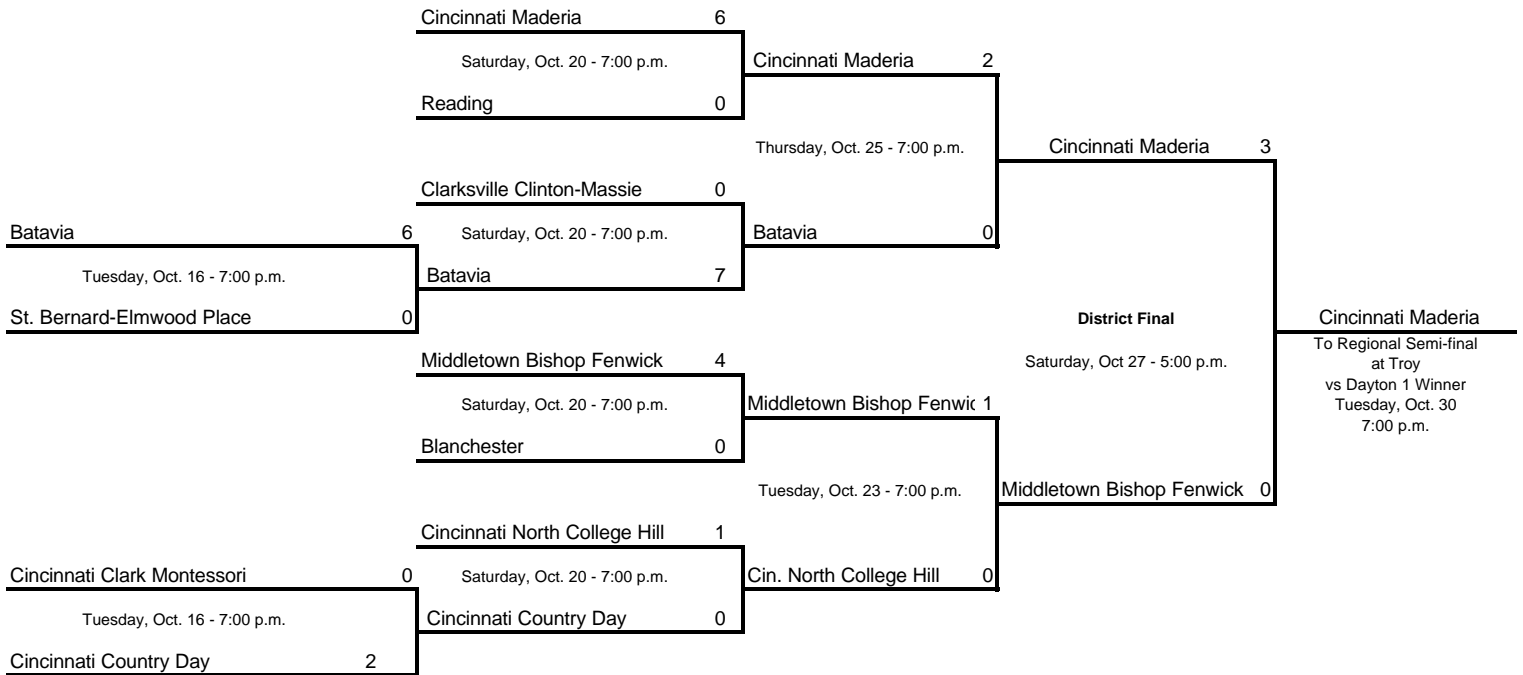 Cincinnati Maderia 6
Saturday, Oct. 20 - 7:00 p.m.
Cincinnati Maderia 2
Reading 0
Thursday, Oct. 25 - 7:00 p.m.
Cincinnati Maderia 3
Clarksville Clinton-Massie 0
Batavia 6
Saturday, Oct. 20 - 7:00 p.m.
Batavia 0
Tuesday, Oct. 16 - 7:00 p.m.
Batavia 7
St. Bernard-Elmwood Place 0
District Final
Cincinnati Maderia
To Regional Semi-final
at Troy
vs Dayton 1 Winner
Tuesday, Oct. 30
7:00 p.m.
Middletown Bishop Fenwick 4
Saturday, Oct 27 - 5:00 p.m.
Saturday, Oct. 20 - 7:00 p.m.
Middletown Bishop Fenwic 1
Blanchester 0
Tuesday, Oct. 23 - 7:00 p.m.
Middletown Bishop Fenwick 0
Cincinnati North College Hill 1
Cincinnati Clark Montessori 0
Saturday, Oct. 20 - 7:00 p.m.
Cin. North College Hill 0
Tuesday, Oct. 16 - 7:00 p.m.
Cincinnati Country Day 0
Cincinnati Country Day 2